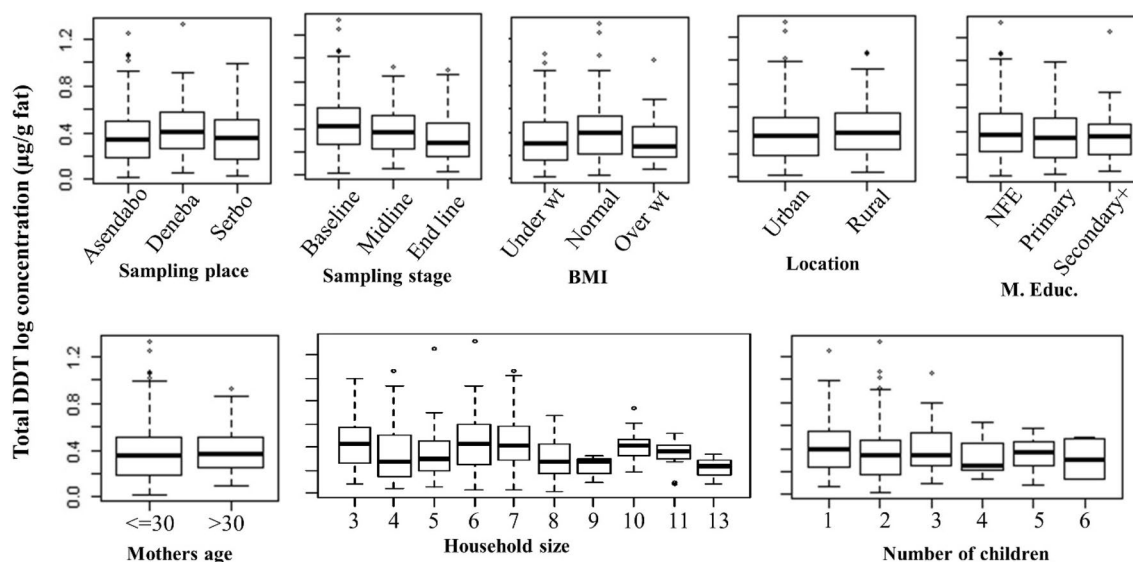 Total DDT log concentration (µg/g fat)
0.0 0.4 0.8 1.2
Asendabo Deneba Serbo
Sampling place
Baseline Midline End line
Sampling stage
Under wt Normal Over wt
BMI
Urban Rural
Location
NFE Primary Secondary+
M. Educ.
0.0 0.4 0.8 1.2
<=30 >30
Mothers age
3 4 5 6 7 8 9 10 11 13
Household size
1 2 3 4 5 6
Number of children